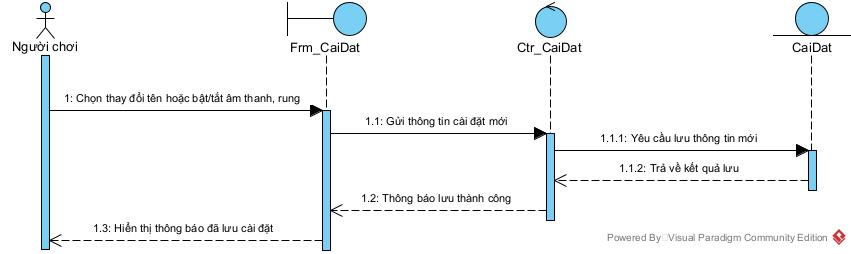 Người chơi
Frm_CaiDat
Ctr_CaiDat
CaiDat
1: Chọn thay đổi tên hoặc bật/tắt âm thanh, rung
1.1: Gửi thông tin cài đặt mới
1.1.1: Yêu cầu lưu thông tin mới
1.1.2: Trả về kết quả lưu
1.2: Thông báo lưu thành công
1.3: Hiển thị thông báo đã lưu cài đặt
Powered By Visual Paradigm Community Edition